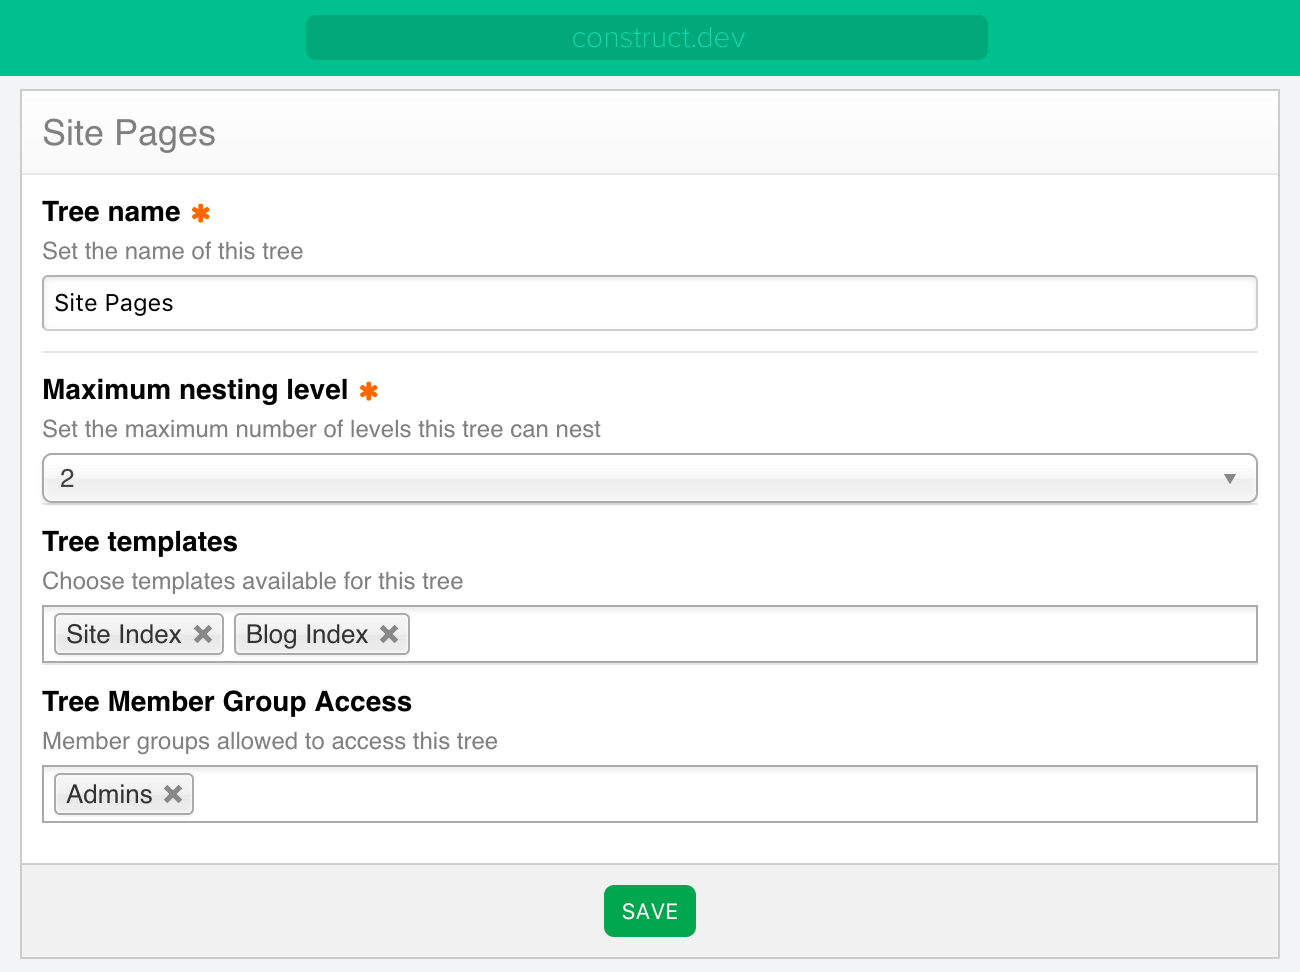 construct.dev
Site Pages
Tree name ✱
Set the name of this tree
Site Pages
Maximum nesting level ✱
Set the maximum number of levels this tree can nest
2
Tree templates
Choose templates available for this tree
Site Index Blog Index
Tree Member Group Access
Member groups allowed to access this tree
Admins
SAVE